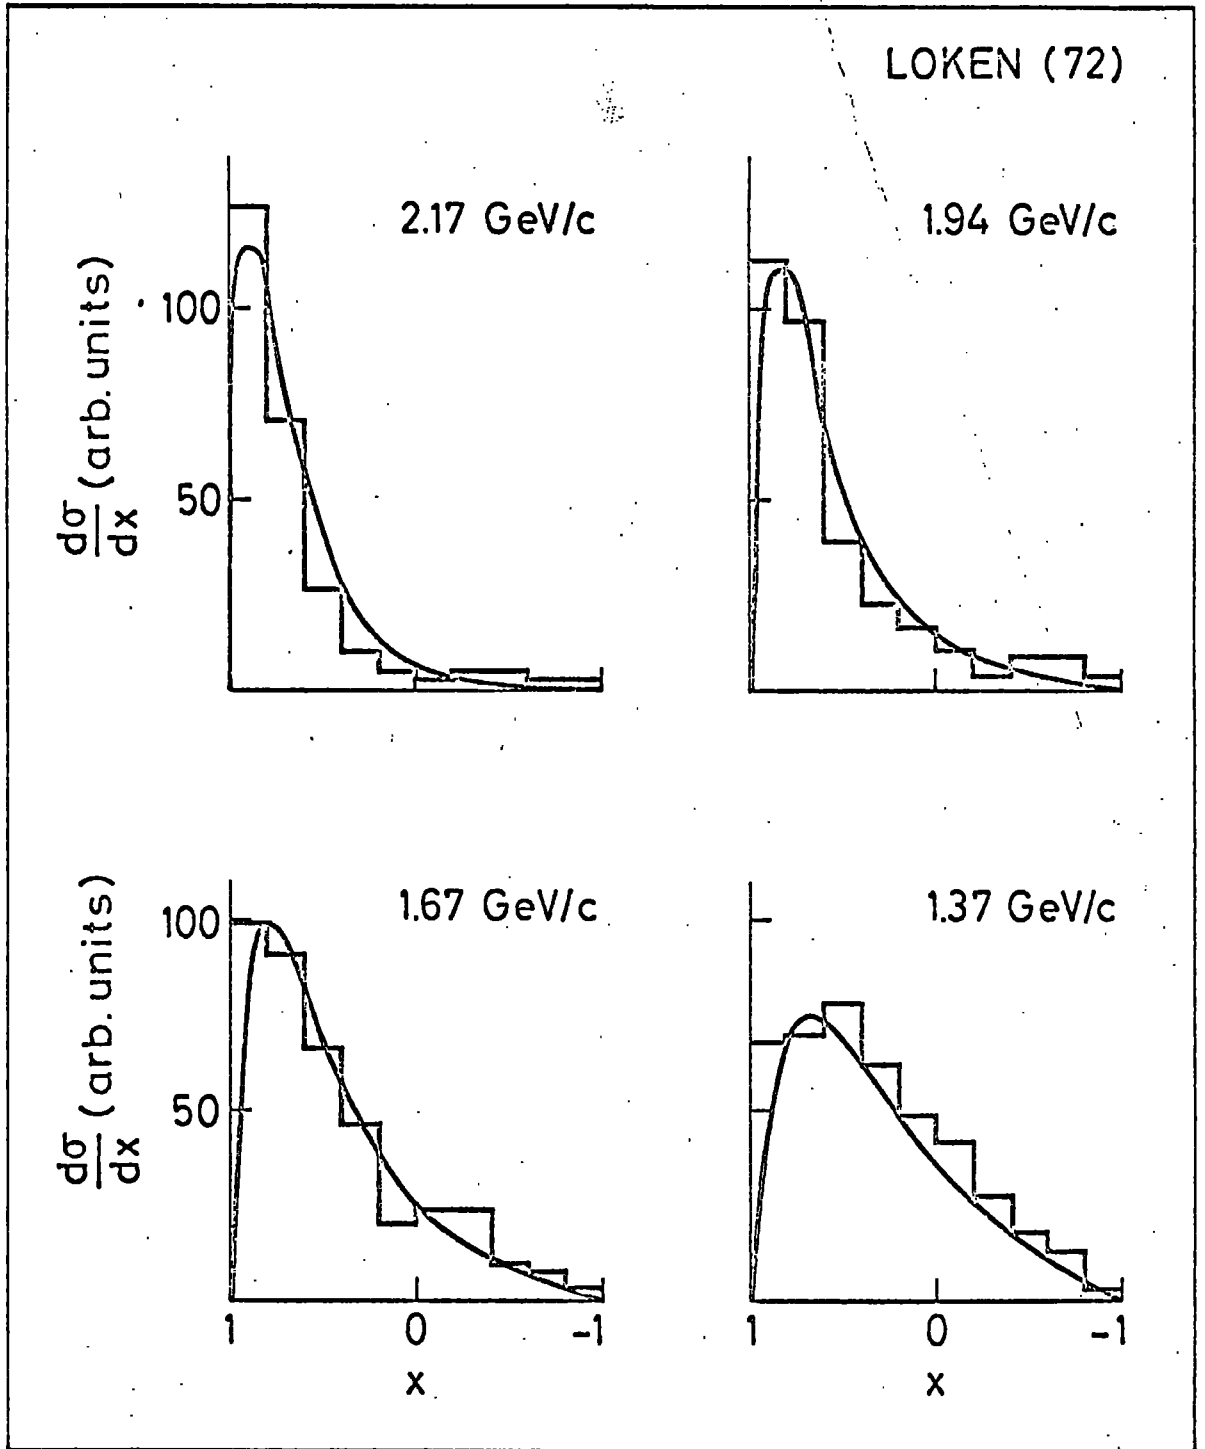 LOKEN (72)
2.17 GeV/c
1.94 GeV/c
dσ/dx (arb. units)
100
50
1.67 GeV/c
1.37 GeV/c
dσ/dx (arb. units)
100
50
1 0 -1
1 0 -1
x
x